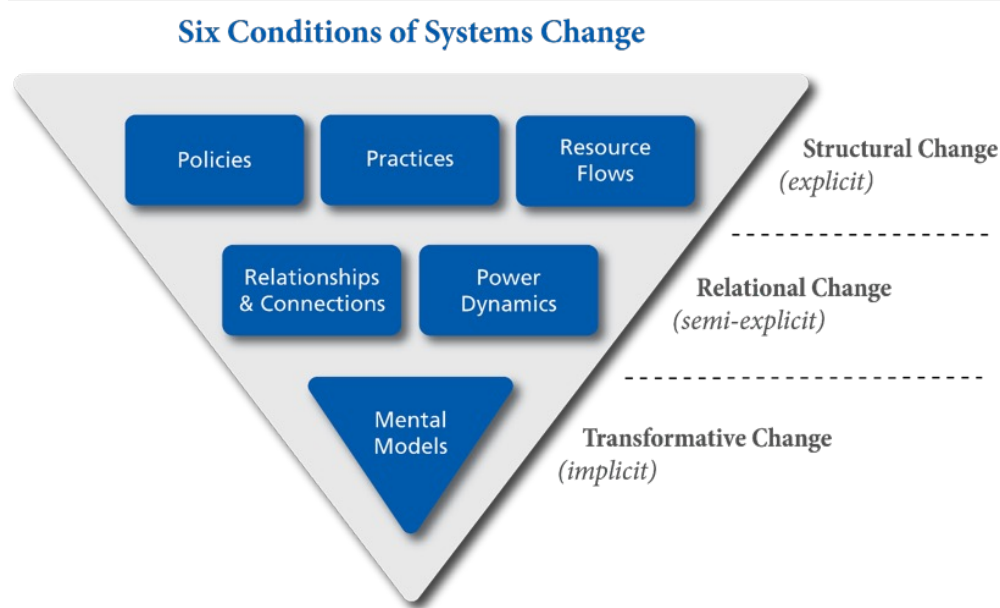 Six Conditions of Systems Change
Policies
Practices
Resource
Flows
Structural Change
(explicit)
Relationships
& Connections
Power
Dynamics
Relational Change
(semi-explicit)
Mental
Models
Transformative Change
(implicit)